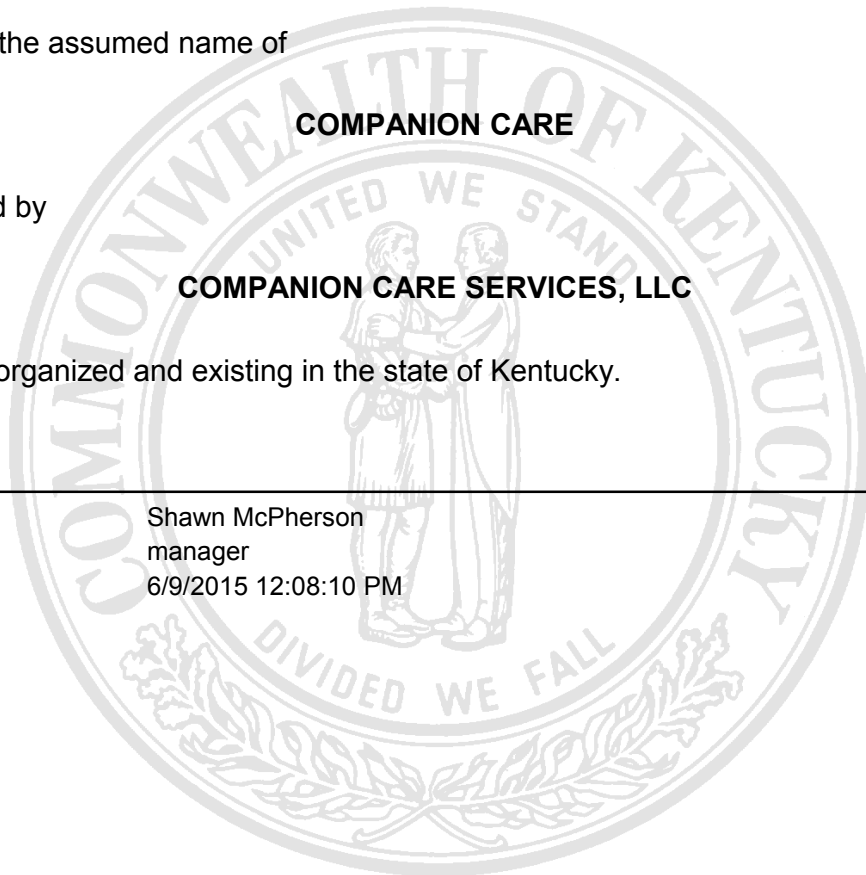 the assumed name of
COMPANION CARE
d by
COMPANION CARE SERVICES, LLC
organized and existing in the state of Kentucky.
Shawn McPherson
manager
6/9/2015 12:08:10 PM
COMMONWEALTH OF KENTUCKY
UNITED WE STAND
DIVIDED WE FALL